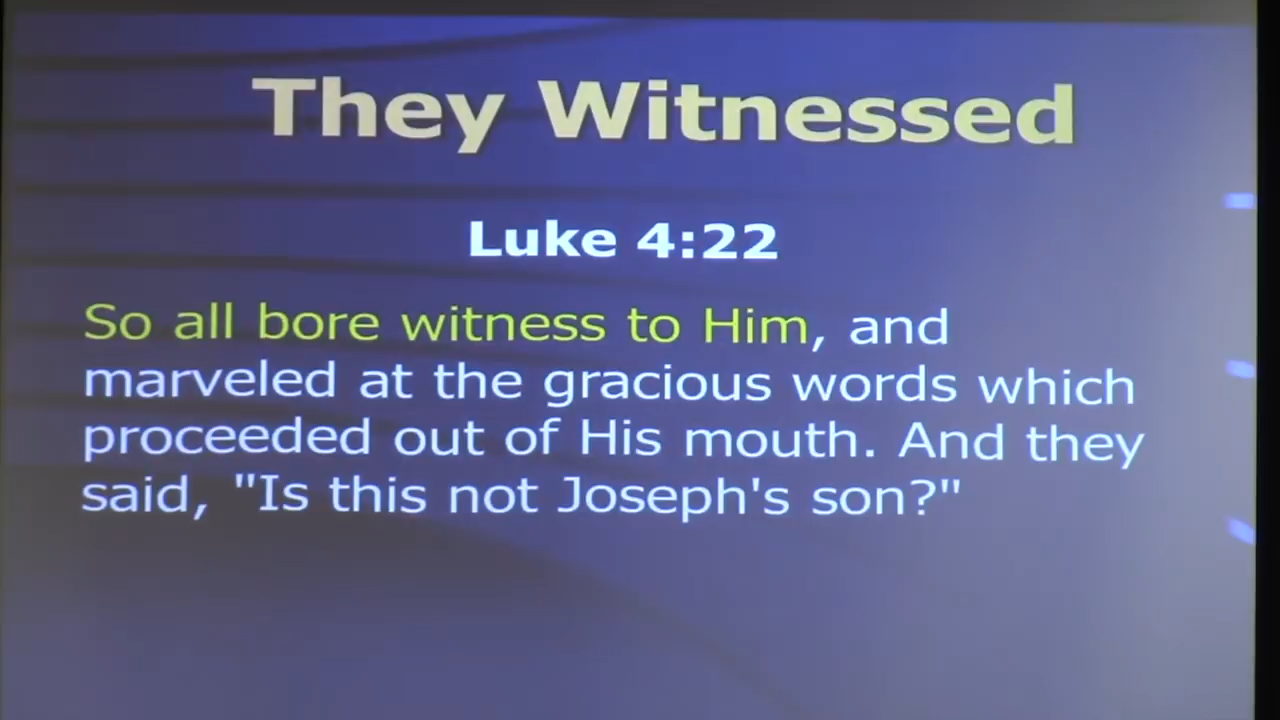 They Witnessed
Luke 4:22
So all bore witness to Him, and
marveled at the gracious words which
proceeded out of His mouth. And they
said, "Is this not Joseph's son?"